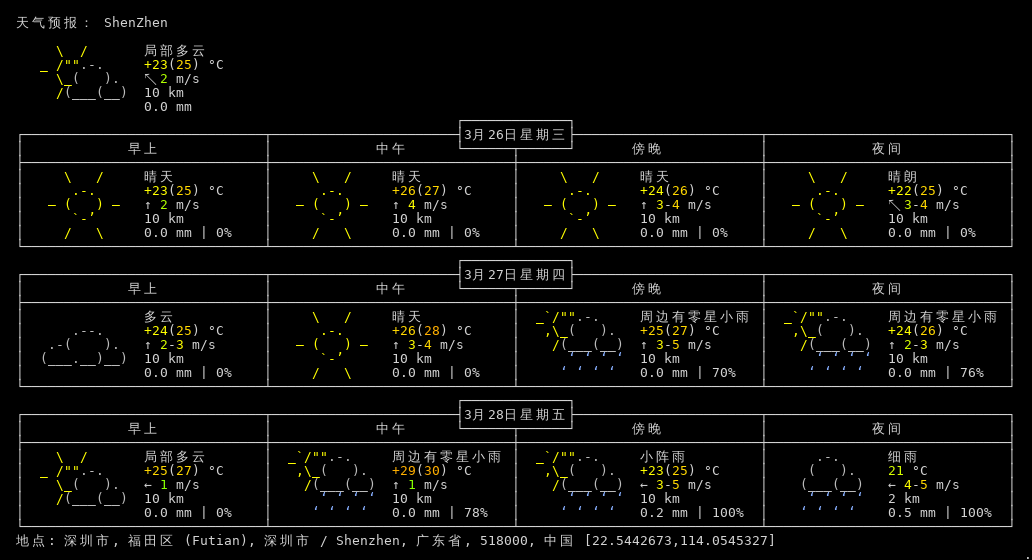 天气预报： ShenZhen
局部多云
+23(25) °C
↖2 m/s
10 km
0.0 mm
3月26日星期三
早上 中午 傍晚 夜间
晴天 晴天 晴天 晴朗
+23(25) °C +26(27) °C +24(26) °C +22(25) °C
↑ 2 m/s ↑ 4 m/s ↑ 3-4 m/s ↖3-4 m/s
10 km 10 km 10 km 10 km
0.0 mm | 0% 0.0 mm | 0% 0.0 mm | 0% 0.0 mm | 0%
3月27日星期四
早上 中午 傍晚 夜间
多云 晴天 周边有零星小雨 周边有零星小雨
+24(25) °C +26(28) °C +25(27) °C +24(26) °C
↑ 2-3 m/s ↑ 3-4 m/s ↑ 3-5 m/s ↑ 2-3 m/s
10 km 10 km 10 km 10 km
0.0 mm | 0% 0.0 mm | 0% 0.0 mm | 70% 0.0 mm | 76%
3月28日星期五
早上 中午 傍晚 夜间
局部多云 周边有零星小雨 小阵雨 细雨
+25(27) °C +29(30) °C +23(25) °C 21 °C
← 1 m/s ↑ 1 m/s ← 3-5 m/s ← 4-5 m/s
10 km 10 km 10 km 2 km
0.0 mm | 0% 0.0 mm | 78% 0.2 mm | 100% 0.5 mm | 100%
地点: 深圳市, 福田区 (Futian), 深圳市 / Shenzhen, 广东省, 518000, 中国 [22.5442673,114.0545327]